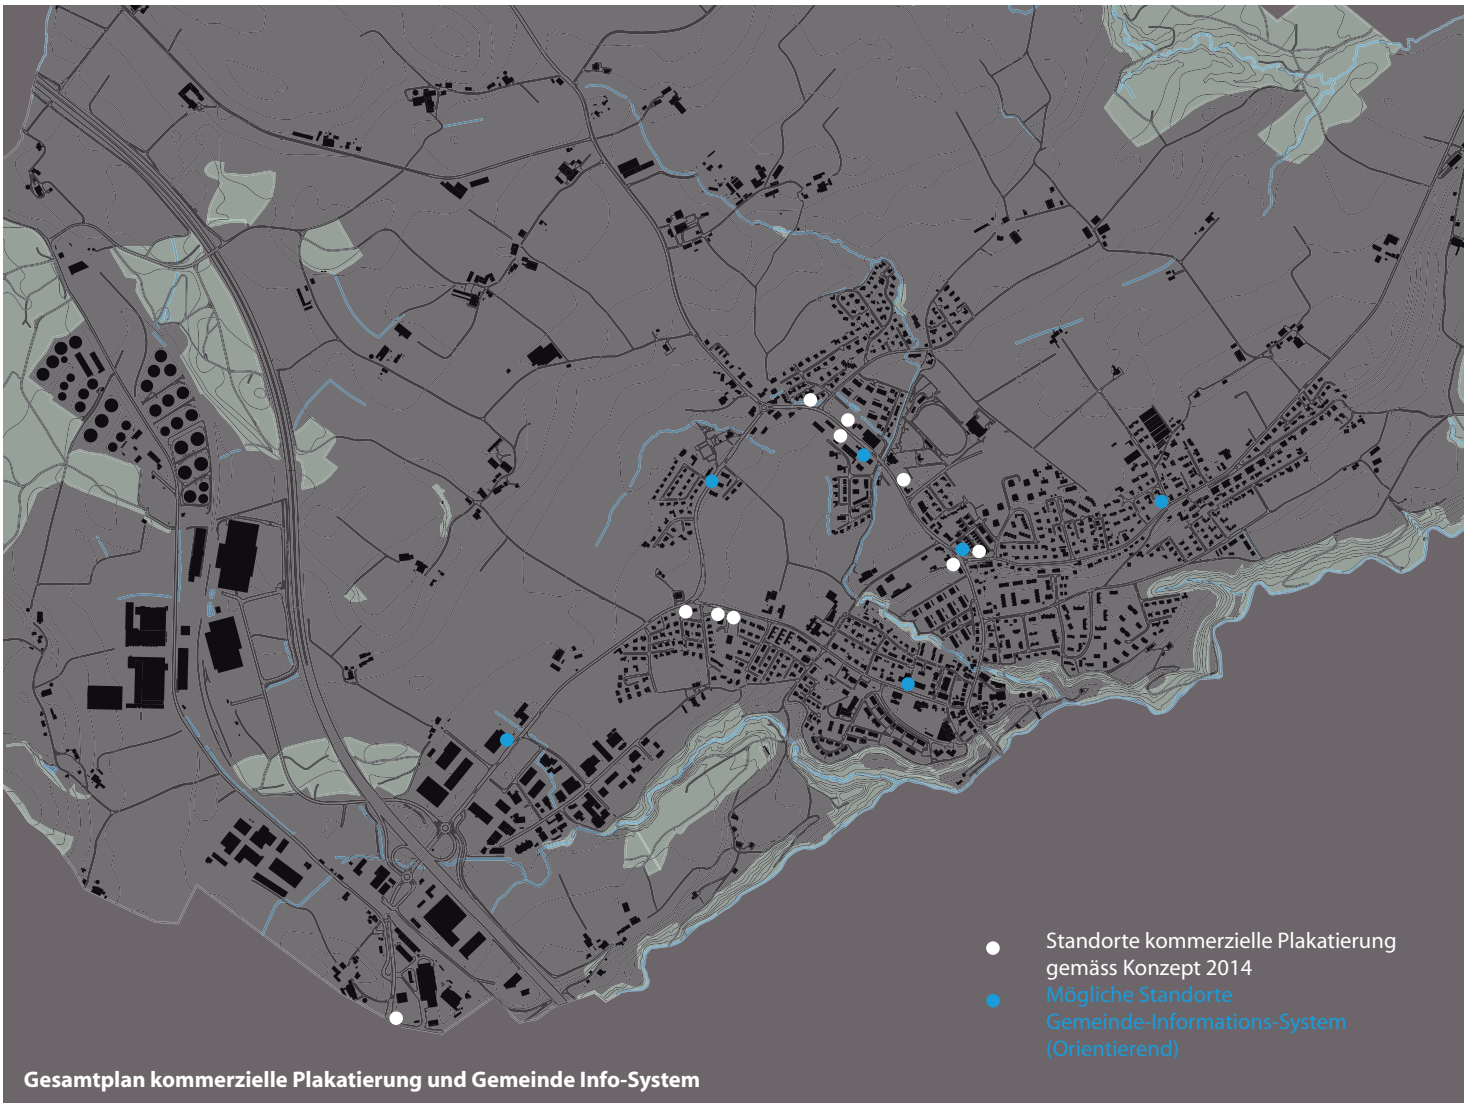 Standorte kommerzielle Plakatierung
gemäss Konzept 2014
Mögliche Standorte
Gemeinde-Informations-System
(Orientierend)
Gesamtplan kommerzielle Plakatierung und Gemeinde Info-System